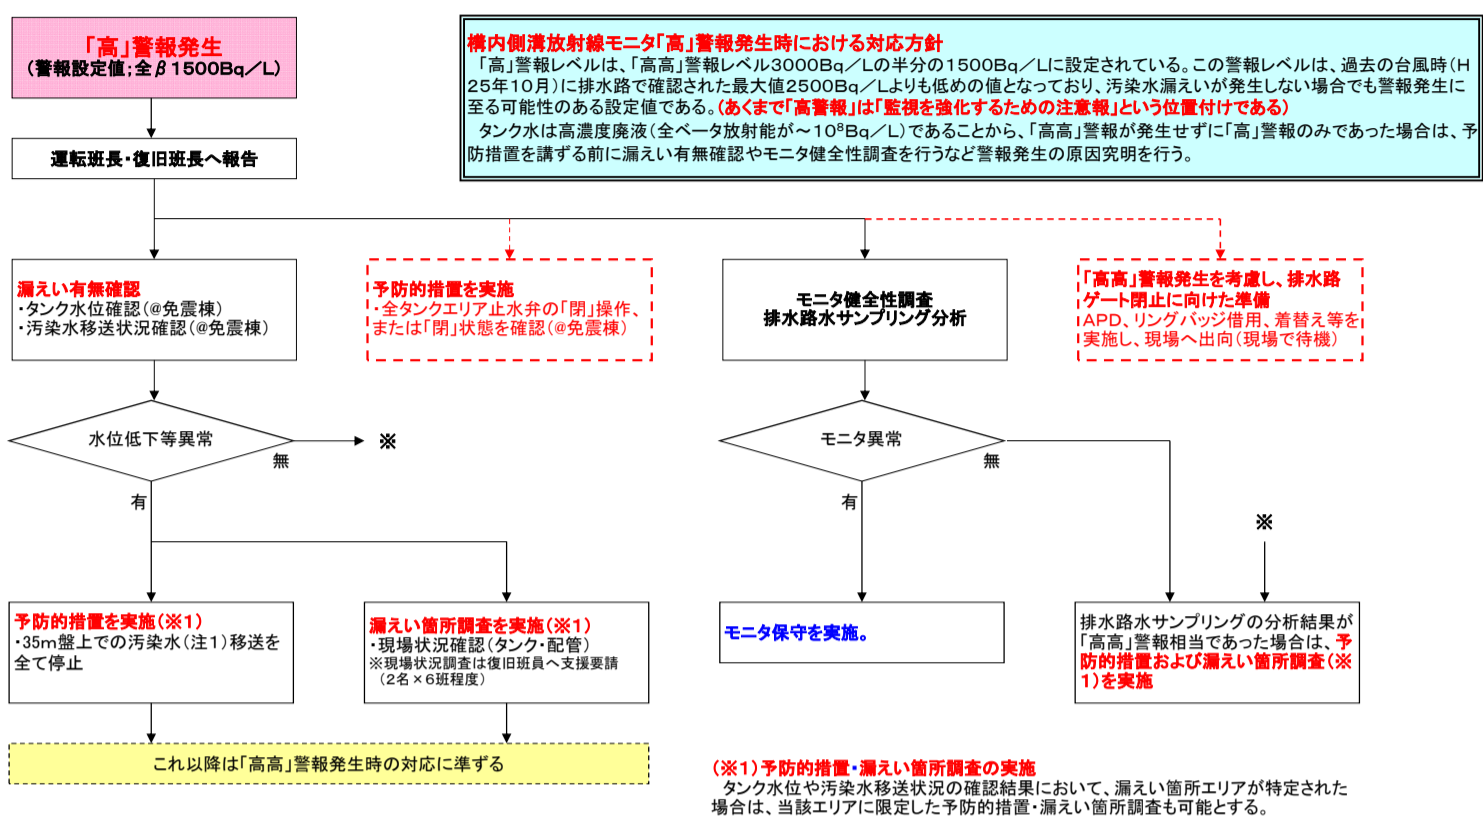 「高」警報発生
(警報設定値;全β1500Bq/L)
運転班長・復旧班長へ報告
構内側溝放射線モニタ「高」警報発生時における対応方針
「高」警報レベルは、「高高」警報レベル3000Bq/Lの半分の1500Bq/Lに設定されている。この警報レベルは、過去の台風時(H
25年10月)に排水路で確認された最大値2500Bq/Lよりも低めの値となっており、汚染水漏えいが発生しない場合でも警報発生に
至る可能性のある設定値である。(あくまで「高警報」は「監視を強化するための注意報」という位置付けである)
タンク水は高濃度廃液(全ベータ放射能が~10⁸Bq/L)であることから、「高高」警報が発生せずに「高」警報のみであった場合は、予
防措置を講ずる前に漏えい有無確認やモニタ健全性調査を行うなど警報発生の原因究明を行う。
漏えい有無確認
・タンク水位確認(@免震棟)
・汚染水移送状況確認(@免震棟)
予防的措置を実施
・全タンクエリア止水弁の「閉」操作、
または「閉」状態を確認(@免震棟)
モニタ健全性調査
排水路水サンプリング分析
「高高」警報発生を考慮し、排水路
ゲート閉止に向けた準備
APD、リングバッジ借用、着替え等を
実施し、現場へ出向(現場で待機)
水位低下等異常
無
※
有
モニタ異常
無
有
※
予防的措置を実施(※1)
・35m盤上での汚染水(注1)移送を
全て停止
漏えい箇所調査を実施(※1)
・現場状況確認(タンク・配管)
※現場状況調査は復旧班員へ支援要請
(2名×6班程度)
モニタ保守を実施。
排水路水サンプリングの分析結果が
「高高」警報相当であった場合は、予
防的措置および漏えい箇所調査(※
1)を実施
これ以降は「高高」警報発生時の対応に準ずる
(※1)予防的措置・漏えい箇所調査の実施
タンク水位や汚染水移送状況の確認結果において、漏えい箇所エリアが特定された
場合は、当該エリアに限定した予防的措置・漏えい箇所調査も可能とする。